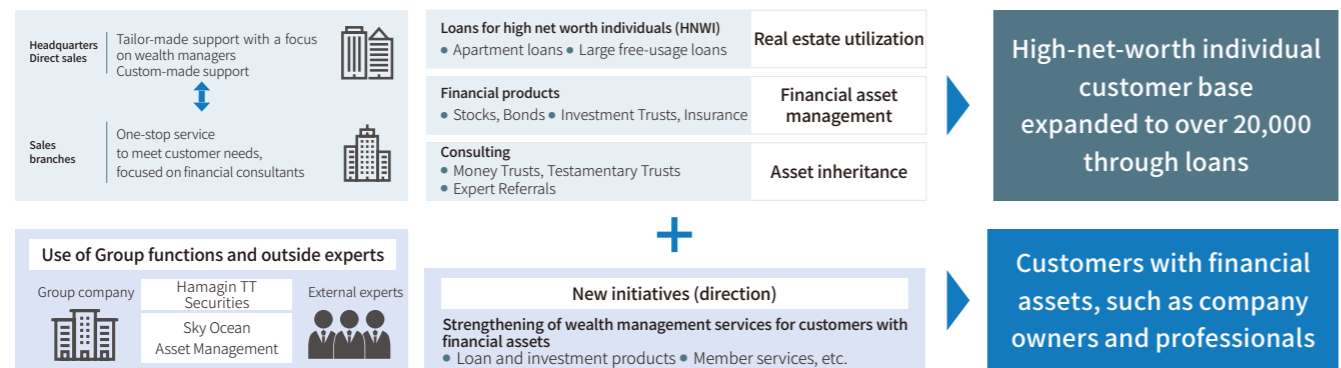 Headquarters
Direct sales
Tailor-made support with a focus
on wealth managers
Custom-made support
Sales
branches
One-stop service
to meet customer needs,
focused on financial consultants
Use of Group functions and outside experts
Group company
Hamagin TT
Securities
Sky Ocean
Asset Management
External experts
Loans for high net worth individuals (HNWI)
● Apartment loans ● Large free-usage loans
Real estate utilization
Financial products
● Stocks, Bonds ● Investment Trusts, Insurance
Financial asset
management
Consulting
● Money Trusts, Testamentary Trusts
● Expert Referrals
Asset inheritance
+
New initiatives (direction)
Strengthening of wealth management services for customers with
financial assets
● Loan and investment products ● Member services, etc.
High-net-worth individual
customer base
expanded to over 20,000
through loans
Customers with financial
assets, such as company
owners and professionals